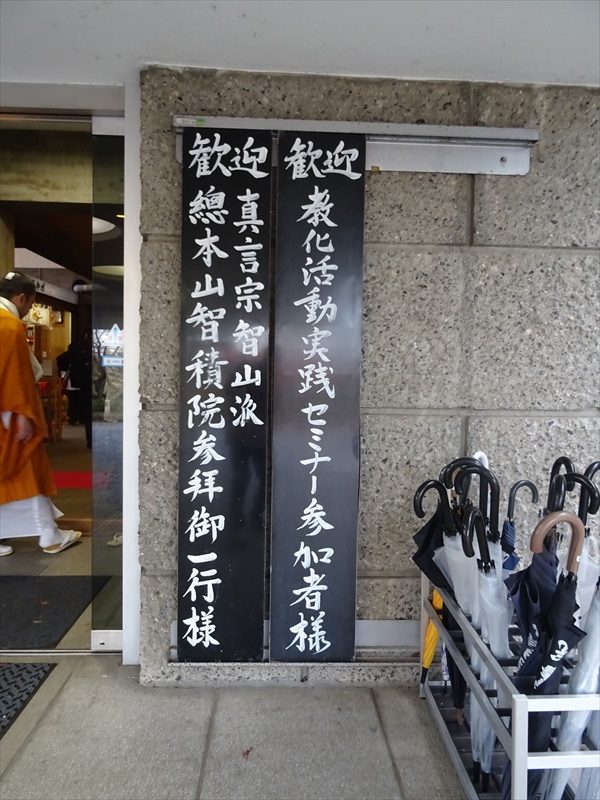 歓迎
教化活動実践セミナー参加者様
歓迎
真言宗智山派
總本山智積院参拝御一行様